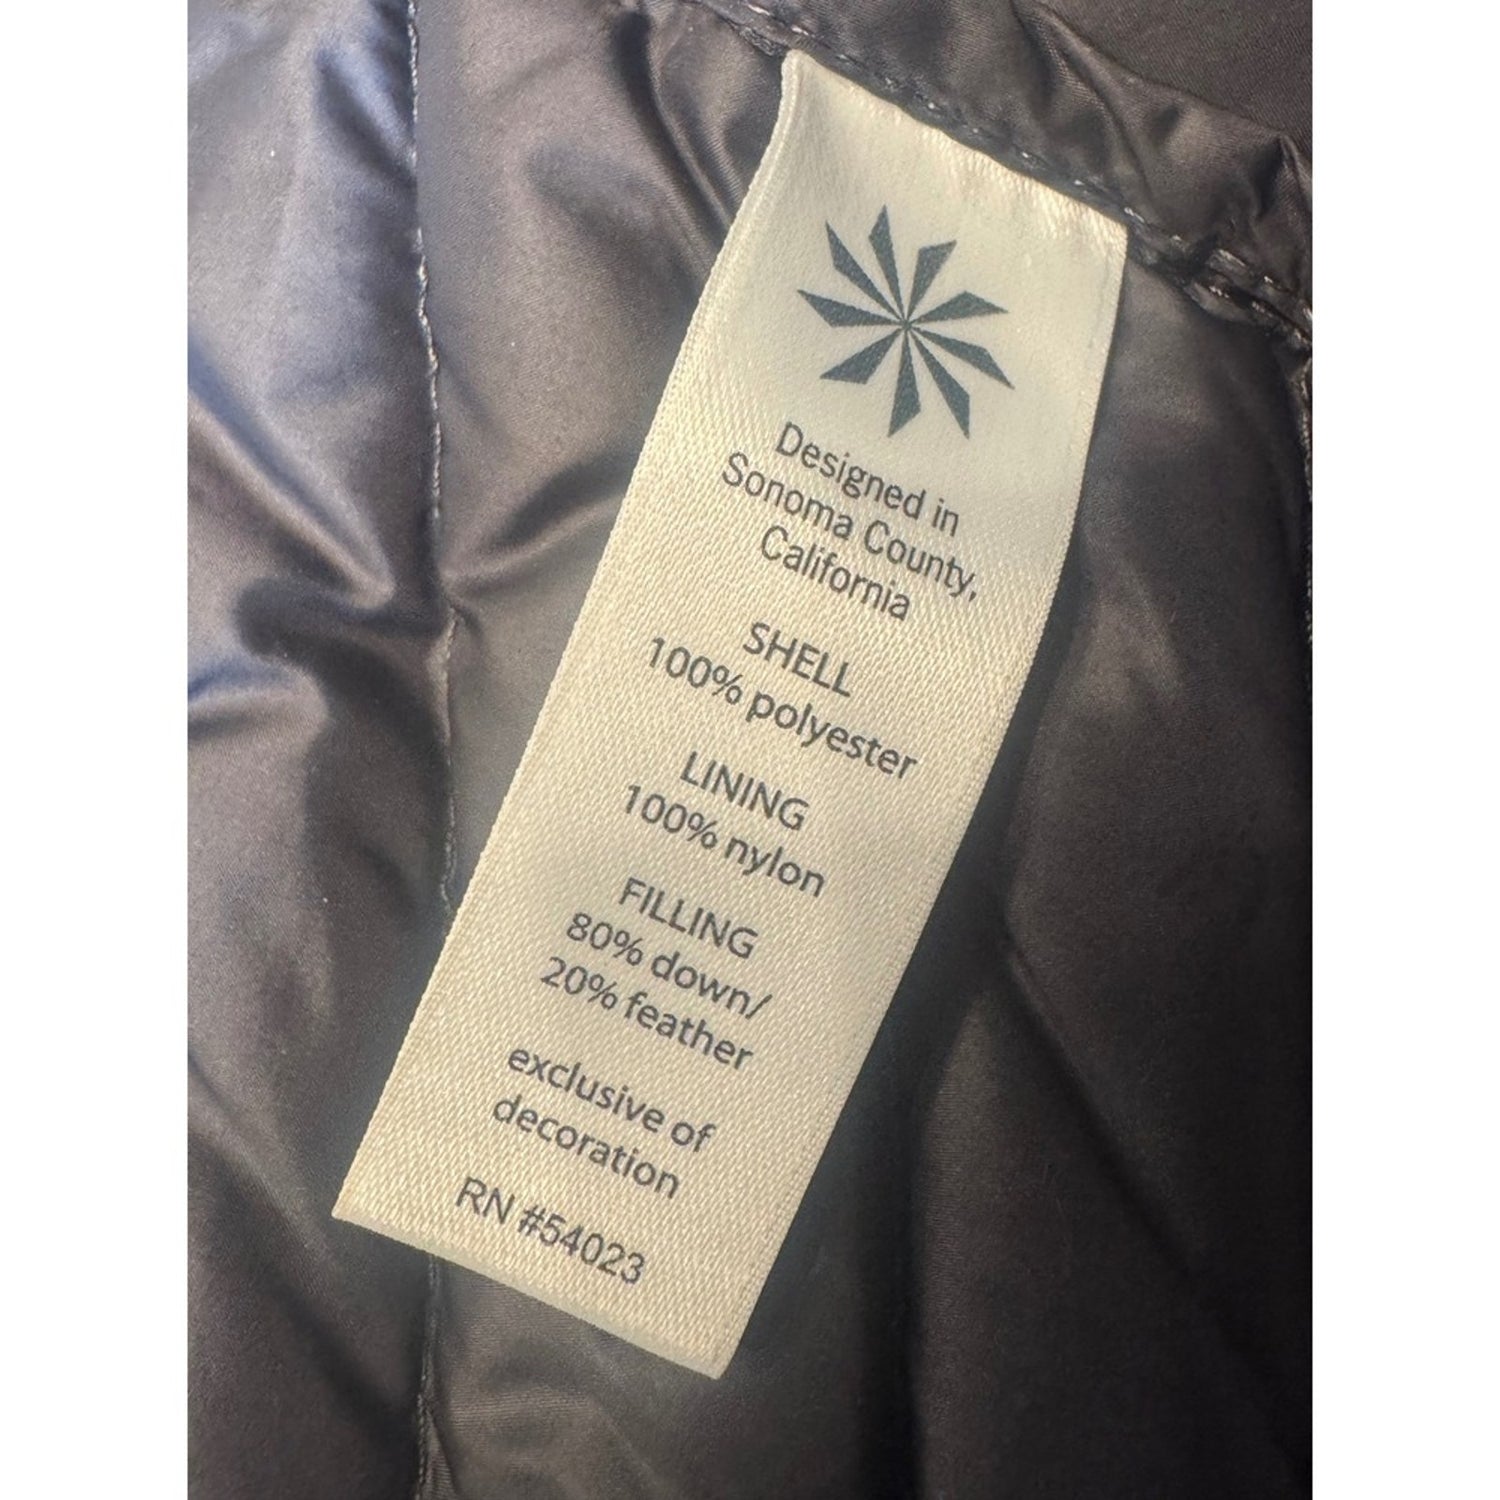 Designed in
Sonoma County,
California
SHELL
100% polyester
LINING
100% nylon
FILLING
80% down/
20% feather
exclusive of
decoration
RN #54023